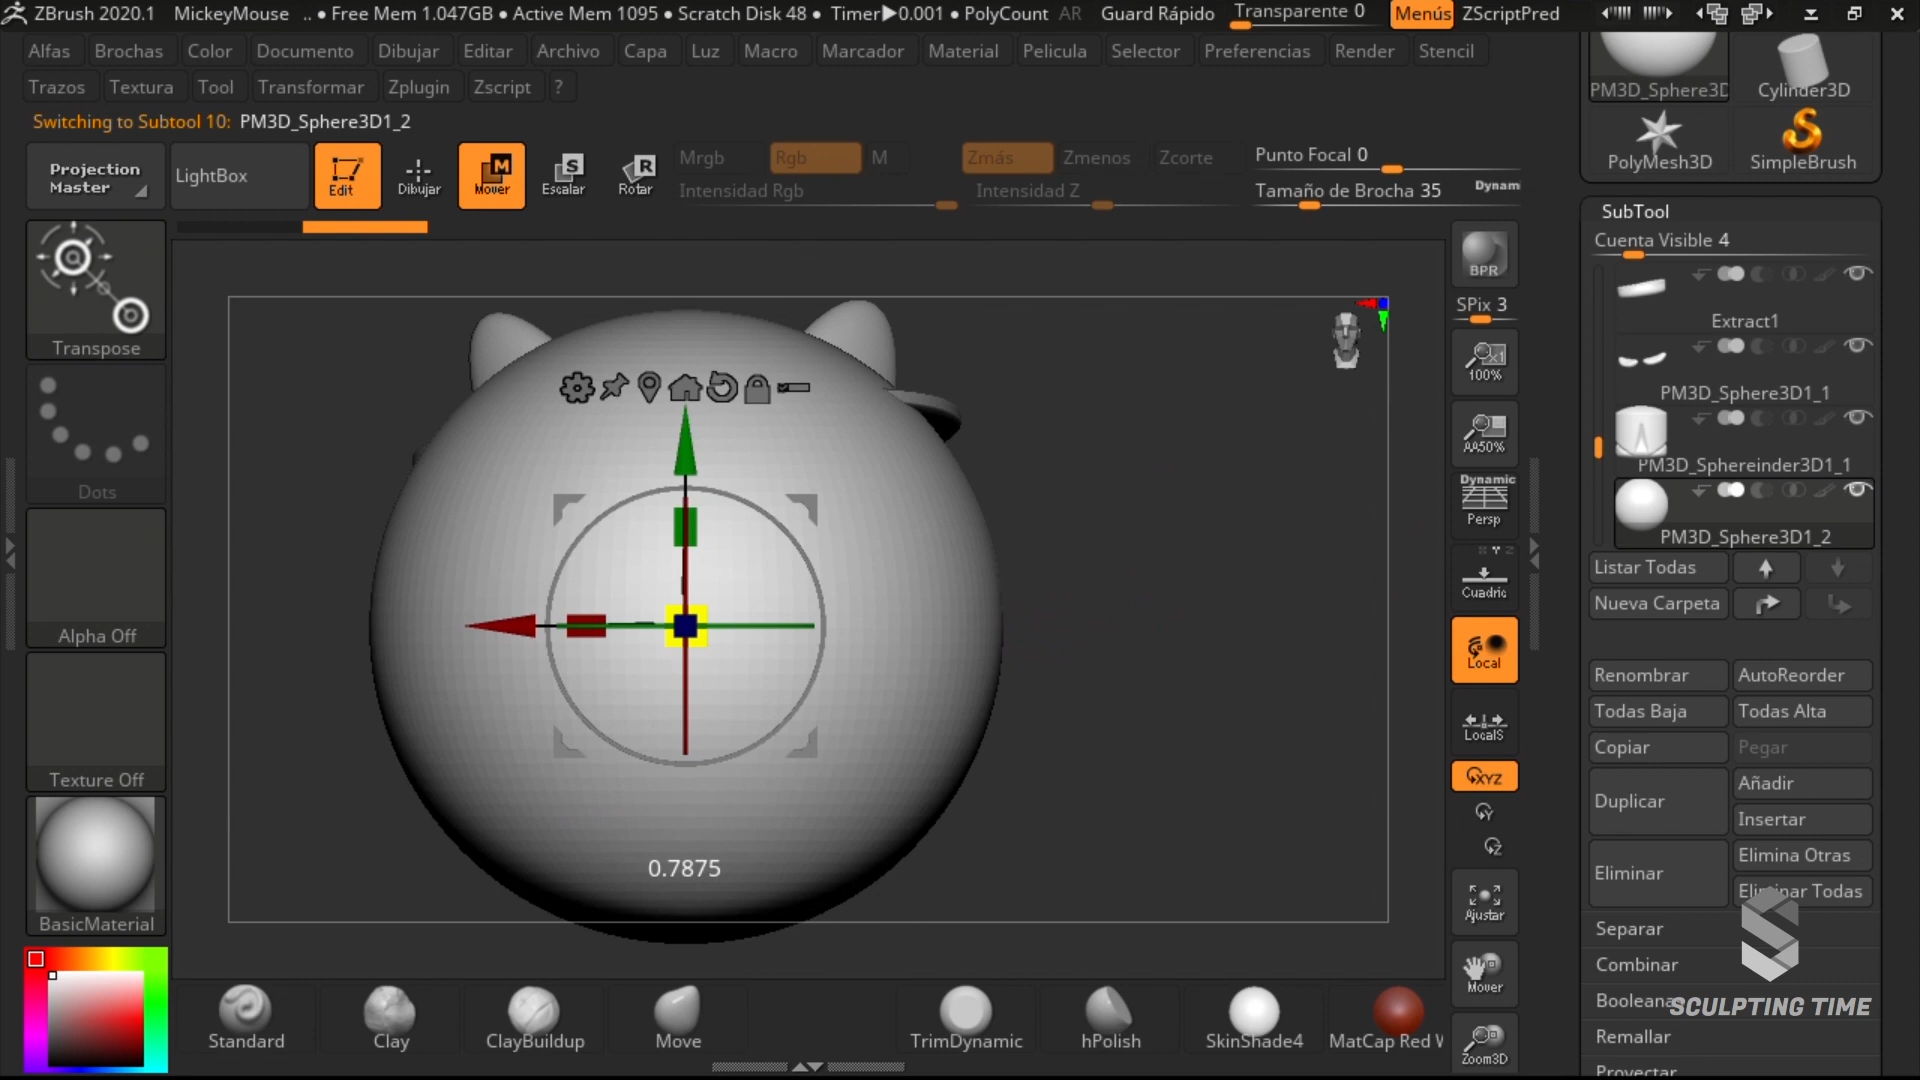 ZBrush 2020.1 MickeyMouse .. • Free Mem 1.047GB • Active Mem 1095 • Scratch Disk 48 • Timer▶0.001 • PolyCount AR Guard Rápido Transparente 0 Menús ZScriptPred
Alfas Brochas Color Documento Dibujar Editar Archivo Capa Luz Macro Marcador Material Pelicula Selector Preferencias Render Stencil
Trazos Textura Tool Transformar Zplugin Zscript ?
Switching to Subtool 10: PM3D_Sphere3D1_2
Projection Master
LightBox
Edit
Dibujar
M
Mover
S
Escalar
R
Rotar
Mrgb Rgb M
Intensidad Rgb
Zmás Zmenos Zcorte
Intensidad Z
Punto Focal 0
Tamaño de Brocha 35
Dynami
Transpose
Dots
Alpha Off
Texture Off
BasicMaterial
0.7875
BPR
SPix 3
x1
100%
AA50%
Dynamic
Persp
X Y Z
Cuadric
Local
LocalS
XYZ
Y
Z
Ajustar
Mover
Zoom3D
PM3D_Sphere3D
Cylinder3D
PolyMesh3D
SimpleBrush
SubTool
Cuenta Visible 4
Extract1
PM3D_Sphere3D1_1
PM3D_Sphereinder3D1_1
PM3D_Sphere3D1_2
Listar Todas
Nueva Carpeta
Renombrar AutoReorder
Todas Baja Todas Alta
Copiar Pegar
Duplicar
Añadir
Insertar
Eliminar
Elimina Otras
Eliminar Todas
Separar
Combinar
Booleana
SCULPTING TIME
Remallar
Proyectar
Standard
Clay
ClayBuildup
Move
TrimDynamic
hPolish
SkinShade4
MatCap Red W